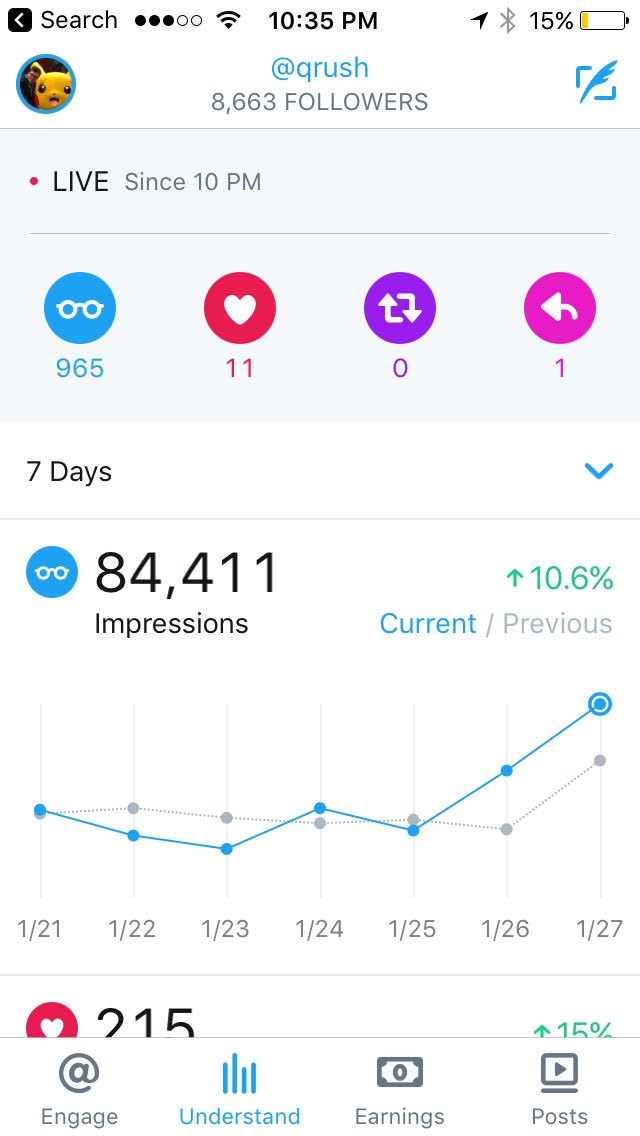 Search 10:35 PM 15%
@qrush
8,663 FOLLOWERS
LIVE Since 10 PM
965 11 0 1
7 Days
84,411 10.6%
Impressions Current / Previous
1/21 1/22 1/23 1/24 1/25 1/26 1/27
215 15%
Engage Understand Earnings Posts